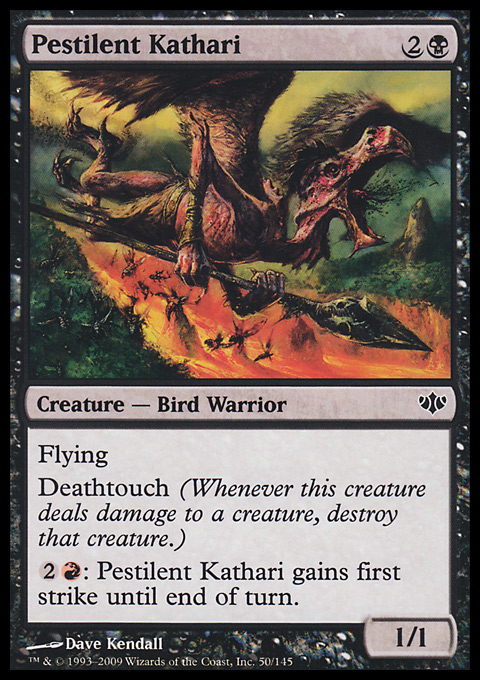 Pestilent Kathari 2
Creature — Bird Warrior
Flying
Deathtouch (Whenever this creature
deals damage to a creature, destroy
that creature.)
2: Pestilent Kathari gains first
strike until end of turn.
Dave Kendall
1/1
™ & © 1993–2009 Wizards of the Coast, Inc. 50/145